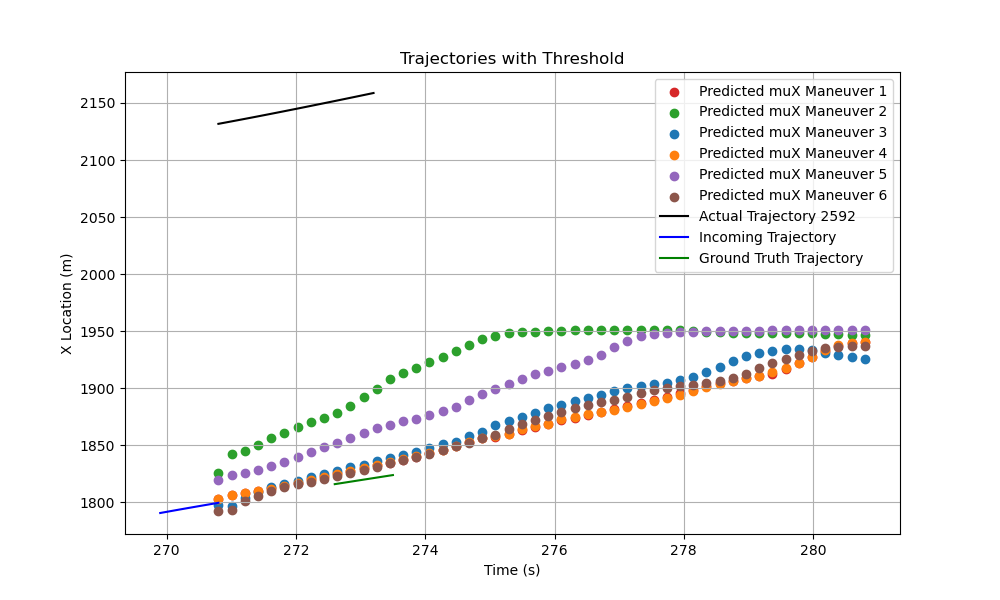 Trajectories with Threshold
Predicted muX Maneuver 1
Predicted muX Maneuver 2
Predicted muX Maneuver 3
Predicted muX Maneuver 4
Predicted muX Maneuver 5
Predicted muX Maneuver 6
Actual Trajectory 2592
Incoming Trajectory
Ground Truth Trajectory
X Location (m)
2150
2100
2050
2000
1950
1900
1850
1800
270 272 274 276 278 280
Time (s)